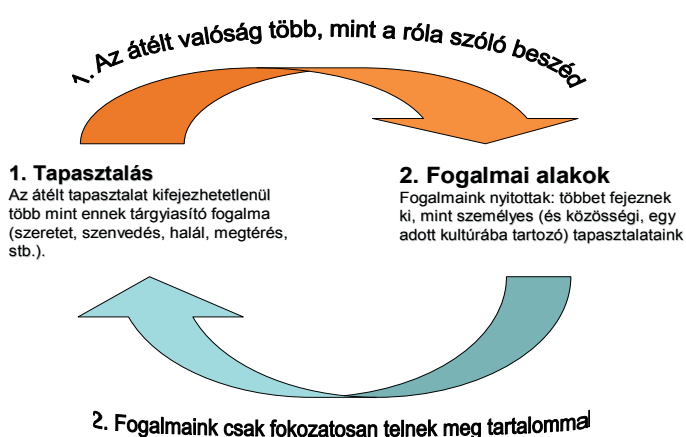 1. Az átélt valóság több, mint a róla szóló beszéd
1. Tapasztalás
Az átélt tapasztalat kifejezhetetlenül
több mint ennek tárgyiasító fogalma
(szeretet, szenvedés, halál, megtérés,
stb.).
2. Fogalmai alakok
Fogalmaink nyitottak: többet fejeznek
ki, mint személyes (és közösségi, egy
adott kultúrába tartozó) tapasztalataink
2. Fogalmaink csak fokozatosan telnek meg tartalommal